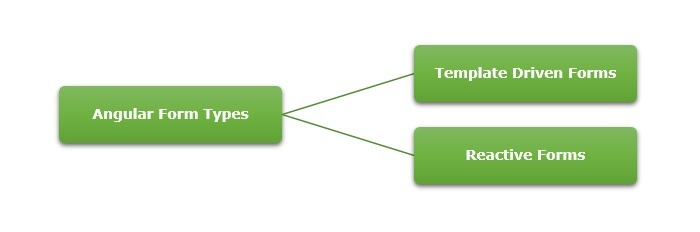 Angular Form Types
Template Driven Forms
Reactive Forms